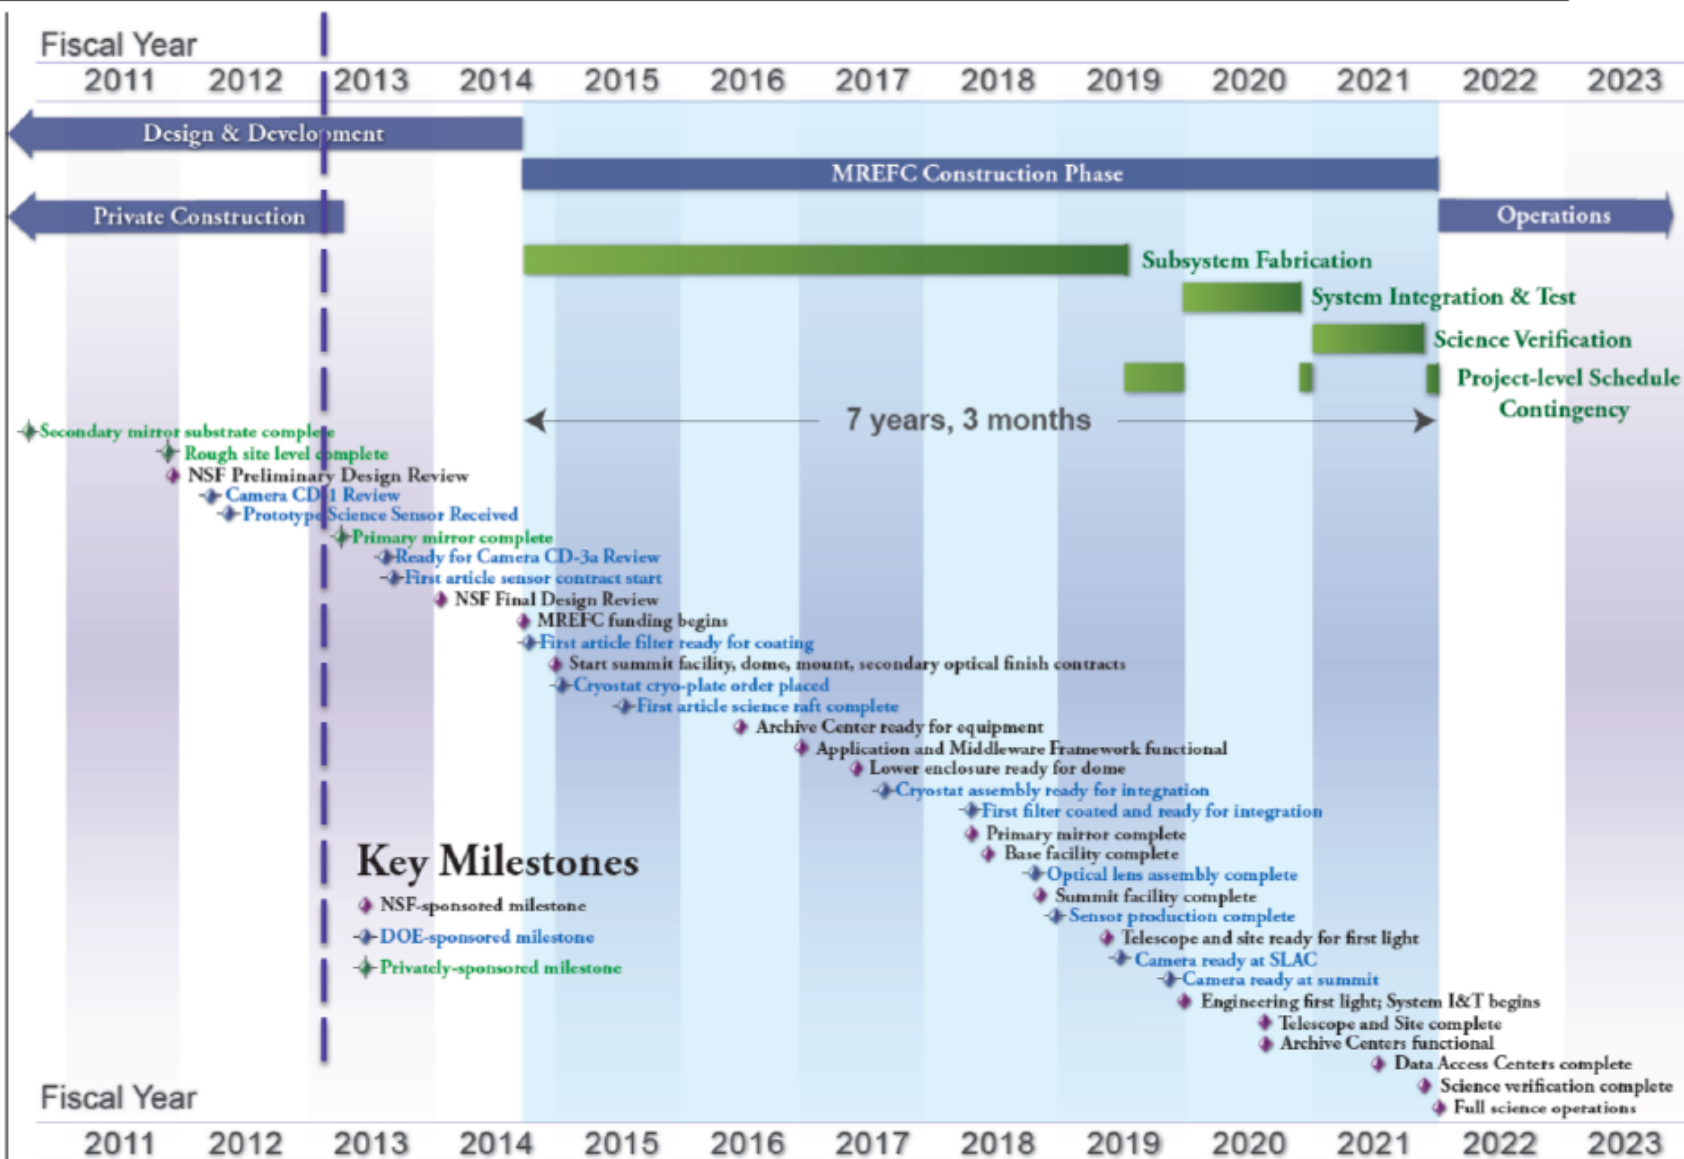 Fiscal Year
2011 2012 2013 2014 2015 2016 2017 2018 2019 2020 2021 2022 2023
Design & Development
MREFC Construction Phase
Private Construction
Operations
Subsystem Fabrication
System Integration & Test
Science Verification
Project-level Schedule
Contingency
7 years, 3 months
Secondary mirror substrate complete
Rough site level complete
NSF Preliminary Design Review
Camera CD-1 Review
Prototype Science Sensor Received
Primary mirror complete
Ready for Camera CD-3a Review
First article sensor contract start
NSF Final Design Review
MREFC funding begins
First article filter ready for coating
Start summit facility, dome, mount, secondary optical finish contracts
Cryostat cryo-plate order placed
First article science raft complete
Archive Center ready for equipment
Application and Middleware Framework functional
Lower enclosure ready for dome
Cryostat assembly ready for integration
First filter coated and ready for integration
Primary mirror complete
Base facility complete
Optical lens assembly complete
Summit facility complete
Sensor production complete
Telescope and site ready for first light
Camera ready at SLAC
Camera ready at summit
Engineering first light; System I&T begins
Telescope and Site complete
Archive Centers functional
Data Access Centers complete
Science verification complete
Full science operations
Key Milestones
NSF-sponsored milestone
DOE-sponsored milestone
Privately-sponsored milestone
Fiscal Year
2011 2012 2013 2014 2015 2016 2017 2018 2019 2020 2021 2022 2023